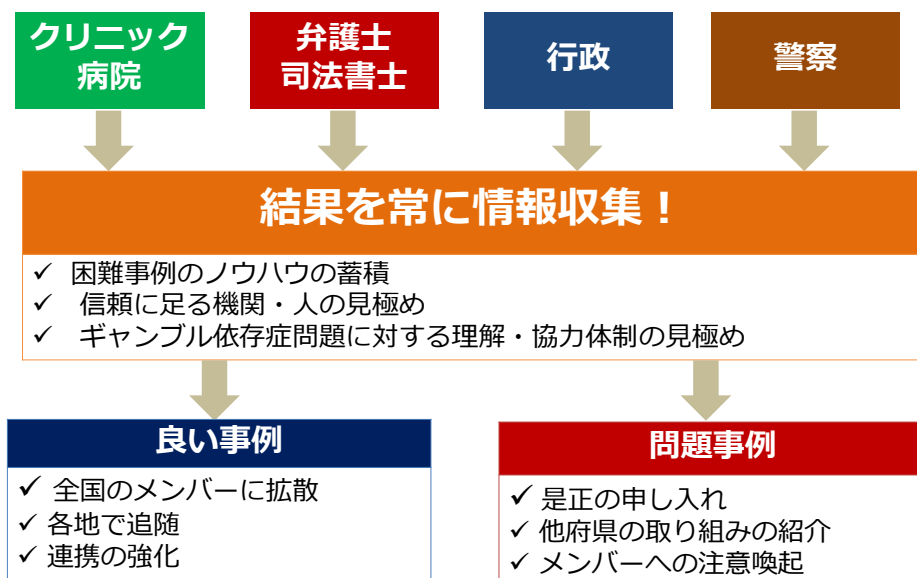 クリニック
病院
弁護士
司法書士
行政
警察
結果を常に情報収集！
✓ 困難事例のノウハウの蓄積
✓ 信頼に足る機関・人の見極め
✓ ギャンブル依存症問題に対する理解・協力体制の見極め
良い事例
✓ 全国のメンバーに拡散
✓ 各地で追随
✓ 連携の強化
問題事例
✓ 是正の申し入れ
✓ 他府県の取り組みの紹介
✓ メンバーへの注意喚起